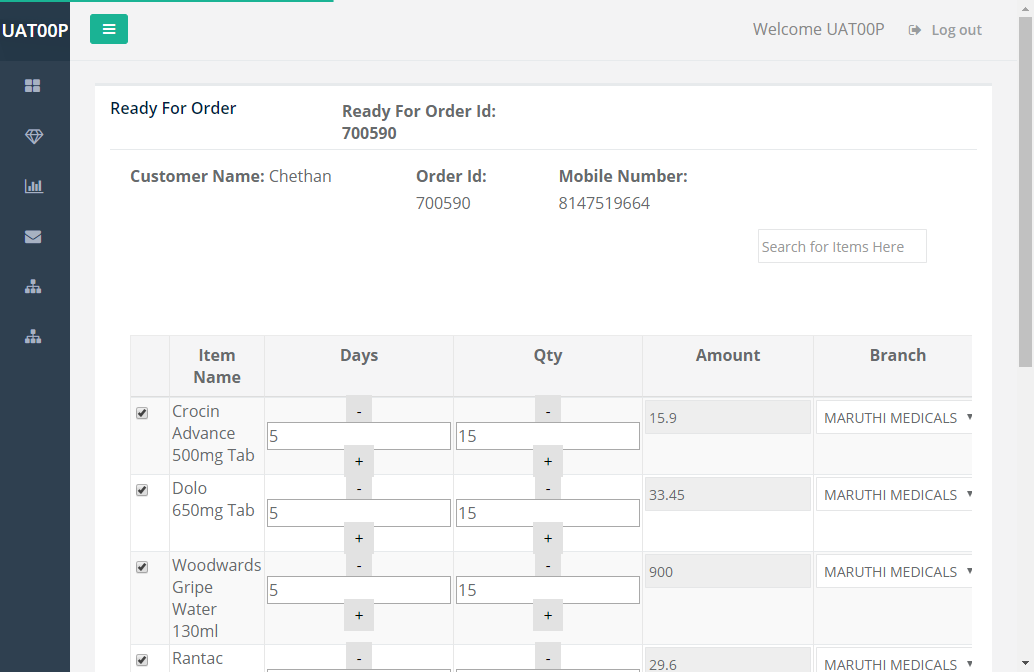 UAT00P
Welcome UAT00P
Log out
Ready For Order
Ready For Order Id:
700590
Customer Name: Chethan
Order Id:
700590
Mobile Number:
8147519664
Search for Items Here
Item Name
Days
Qty
Amount
Branch
Crocin
Advance
500mg Tab
-
5
+
-
15
+
15.9
MARUTHI MEDICALS
Dolo
650mg Tab
-
5
+
-
15
+
33.45
MARUTHI MEDICALS
Woodwards
Gripe
Water
130ml
-
5
+
-
15
+
900
MARUTHI MEDICALS
Rantac
-
-
29.6
MARUTHI MEDICALS